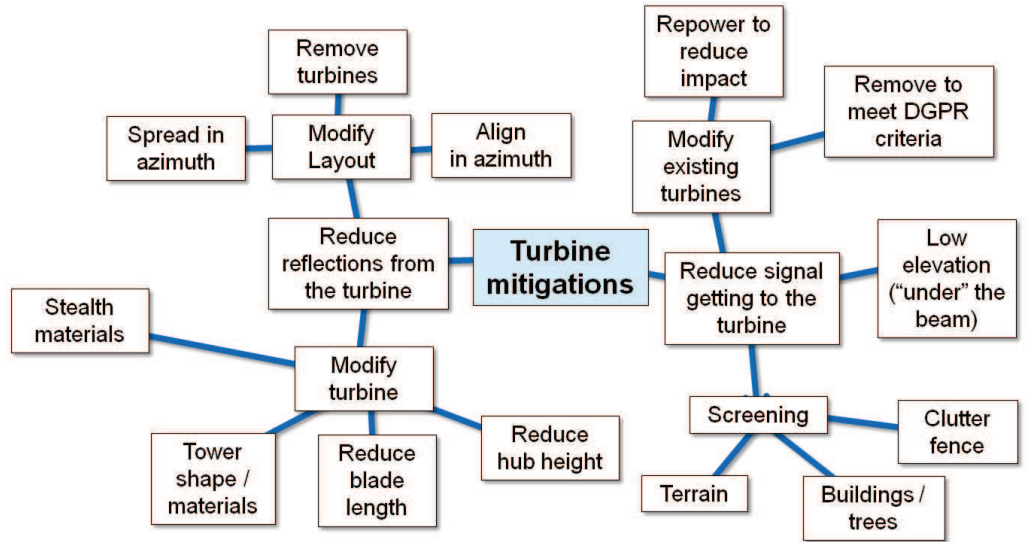 Remove
turbines
Spread in
azimuth
Modify
Layout
Align
in azimuth
Reduce
reflections from
the turbine
Stealth
materials
Modify
turbine
Tower
shape /
materials
Reduce
blade
length
Reduce
hub height
Turbine
mitigations
Repower to
reduce
impact
Remove to
meet DGPR
criteria
Modify
existing
turbines
Reduce signal
getting to the
turbine
Low
elevation
(“under” the
beam)
Screening
Clutter
fence
Terrain
Buildings /
trees